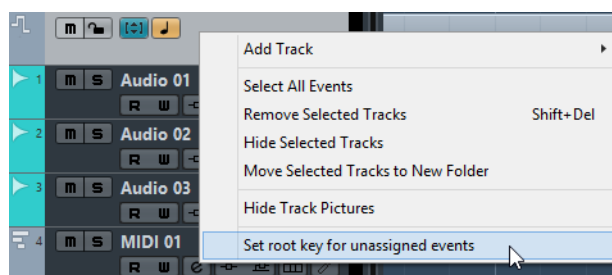 m
Add Track
1 m S Audio 01
Select All Events
R W
Remove Selected Tracks Shift+Del
2 m S Audio 02
Hide Selected Tracks
R W
Move Selected Tracks to New Folder
3 m S Audio 03
Hide Track Pictures
R W
4 m S MIDI 01
Set root key for unassigned events
R W e